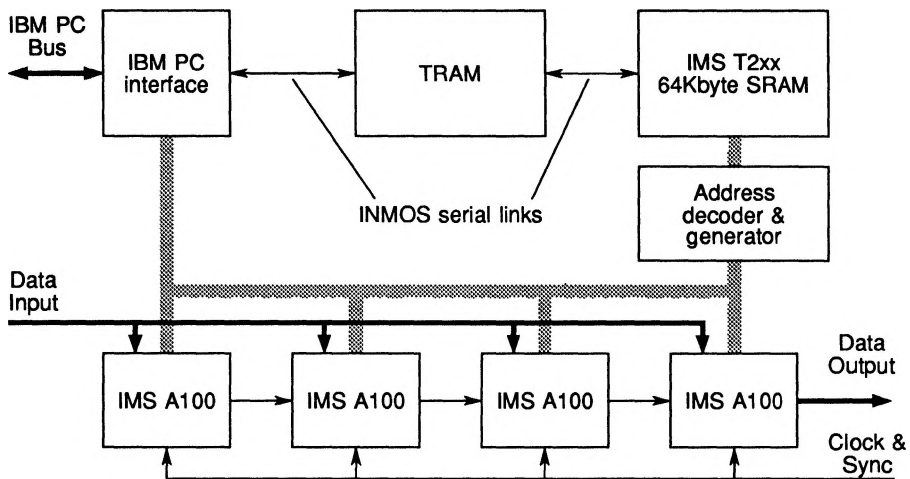 IBM PC
Bus
IBM PC
interface
TRAM
IMS T2xx
64Kbyte SRAM
INMOS serial links
Address
decoder &
generator
Data
Input
IMS A100
IMS A100
IMS A100
IMS A100
Data
Output
Clock &
Sync